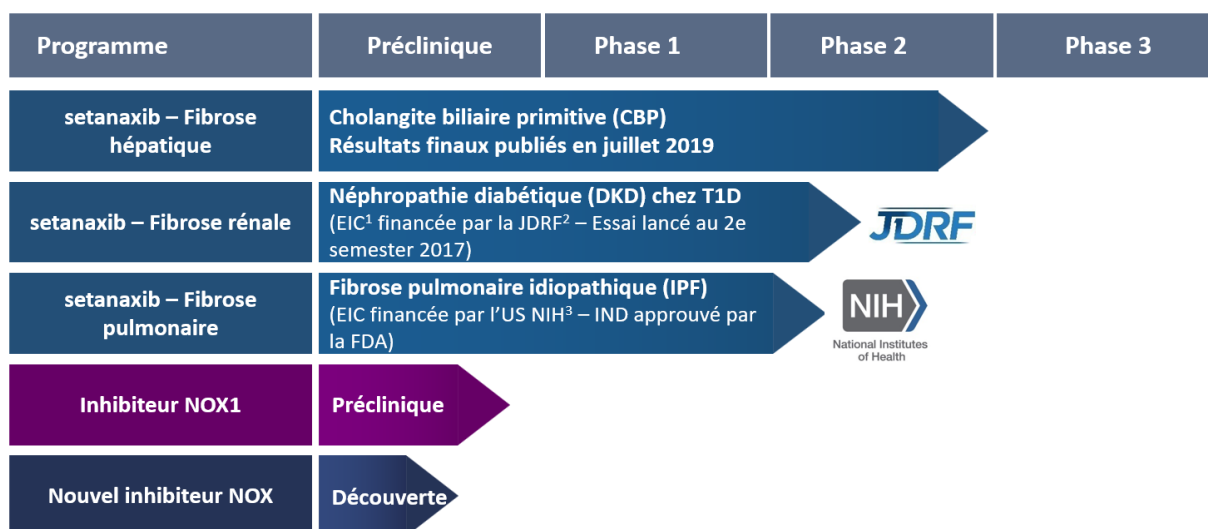 Programme
Préclinique
Phase 1
Phase 2
Phase 3
setanaxib – Fibrose
hépatique
Cholangite biliaire primitive (CBP)
Résultats finaux publiés en juillet 2019
setanaxib – Fibrose rénale
Néphropathie diabétique (DKD) chez T1D
(EIC¹ financée par la JDRF² – Essai lancé au 2e
semester 2017)
JDRF
setanaxib – Fibrose
pulmonaire
Fibrose pulmonaire idiopathique (IPF)
(EIC financée par l’US NIH³ – IND approuvé par
la FDA)
NIH
National Institutes
of Health
Inhibiteur NOX1
Préclinique
Nouvel inhibiteur NOX
Découverte